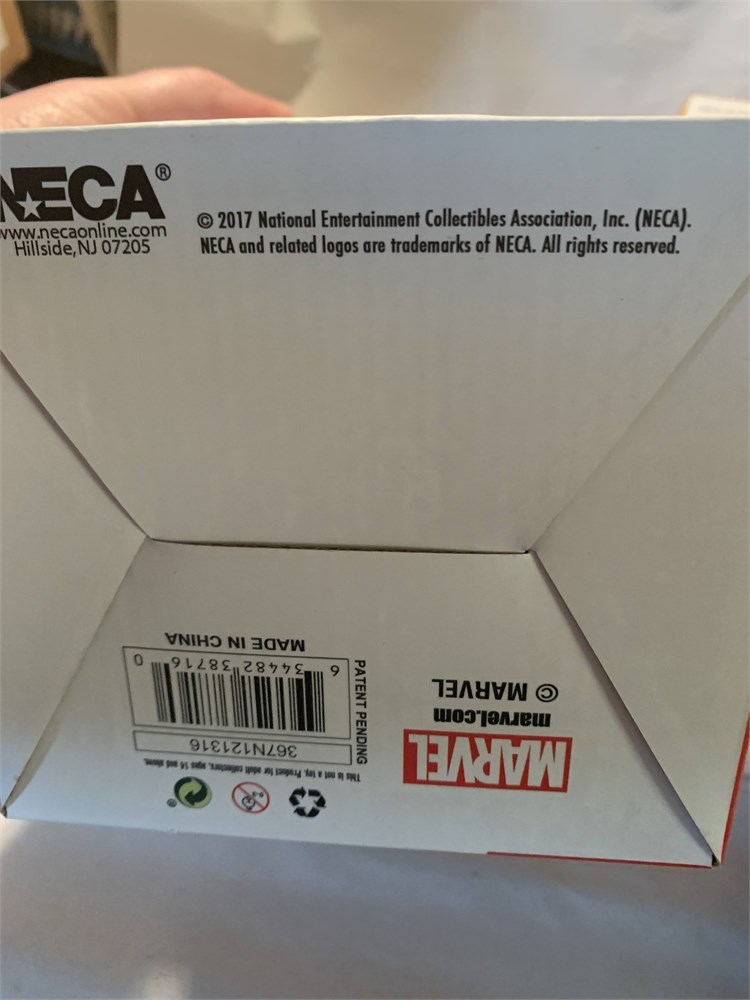 NECA®
www.necaonline.com
Hillside, NJ 07205
© 2017 National Entertainment Collectibles Association, Inc. (NECA).
NECA and related logos are trademarks of NECA. All rights reserved.
MARVEL
marvel.com
© MARVEL
This is not a toy. Product for adult collectors, ages 14 and above.
367N121316
PATENT PENDING
6 34482 38716 0
MADE IN CHINA